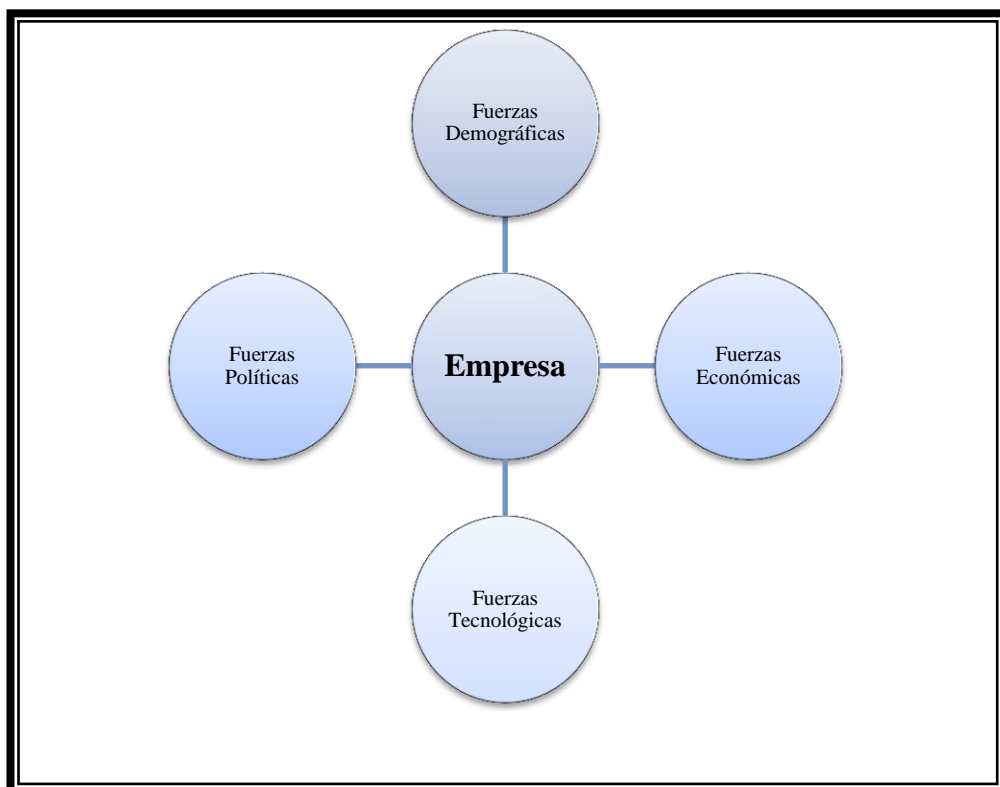 Fuerzas
Demográficas
Fuerzas
Políticas
Empresa
Fuerzas
Económicas
Fuerzas
Tecnológicas